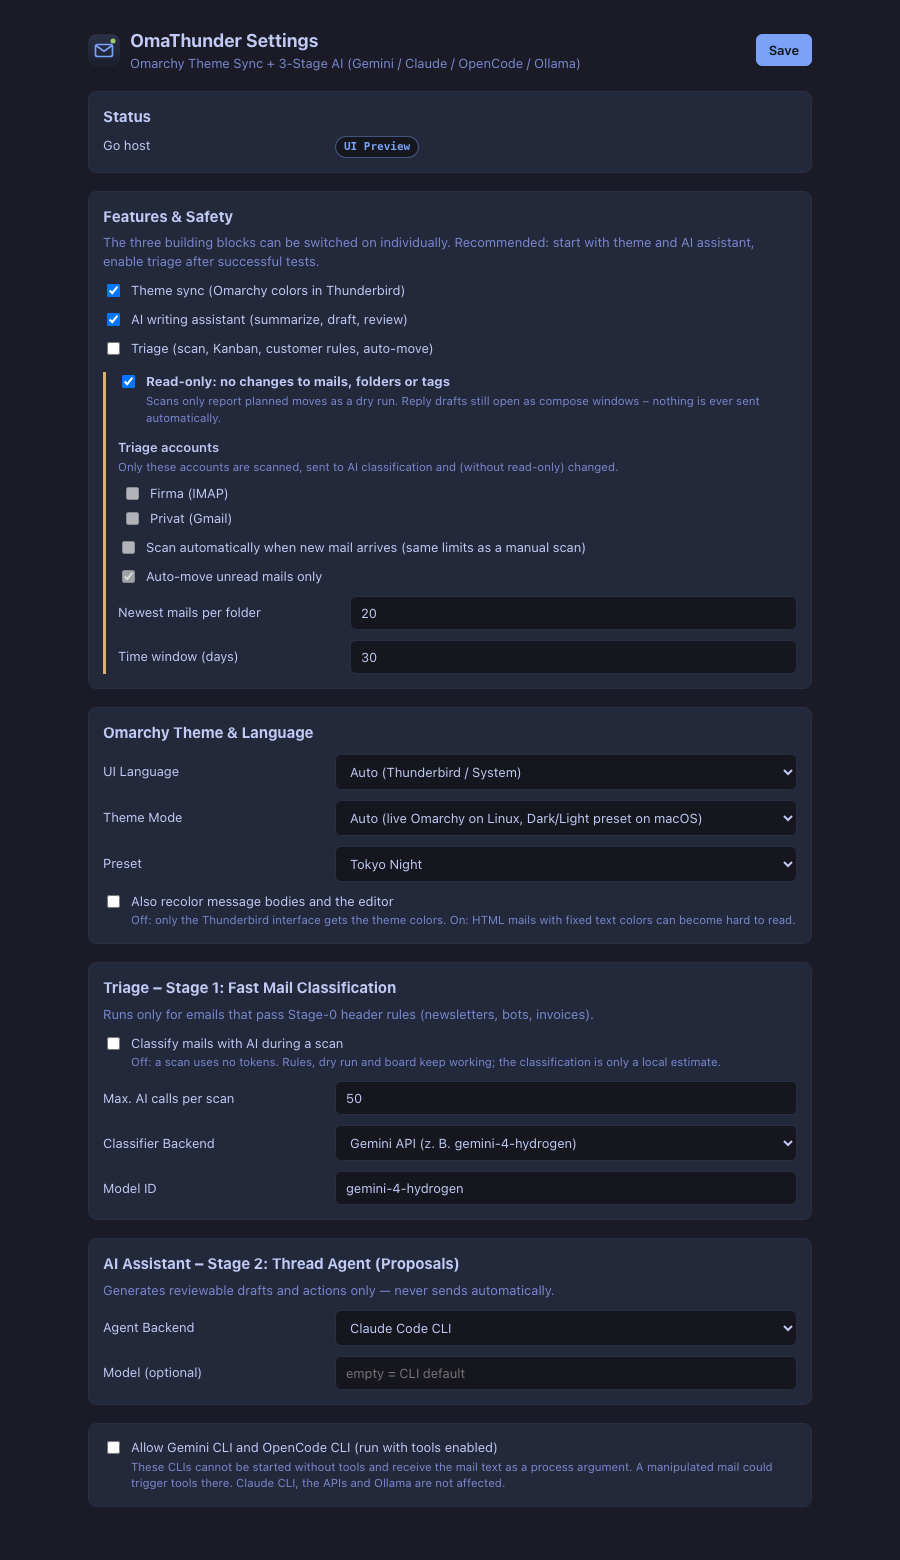 OmaThunder Settings
Omarchy Theme Sync + 3-Stage AI (Gemini / Claude / OpenCode / Ollama)
Save
Status
Go host
UI Preview
Features & Safety
The three building blocks can be switched on individually. Recommended: start with theme and AI assistant,
enable triage after successful tests.
Theme sync (Omarchy colors in Thunderbird)
AI writing assistant (summarize, draft, review)
Triage (scan, Kanban, customer rules, auto-move)
Read-only: no changes to mails, folders or tags
Scans only report planned moves as a dry run. Reply drafts still open as compose windows – nothing is ever sent
automatically.
Triage accounts
Only these accounts are scanned, sent to AI classification and (without read-only) changed.
Firma (IMAP)
Privat (Gmail)
Scan automatically when new mail arrives (same limits as a manual scan)
Auto-move unread mails only
Newest mails per folder
20
Time window (days)
30
Omarchy Theme & Language
UI Language
Auto (Thunderbird / System)
Theme Mode
Auto (live Omarchy on Linux, Dark/Light preset on macOS)
Preset
Tokyo Night
Also recolor message bodies and the editor
Off: only the Thunderbird interface gets the theme colors. On: HTML mails with fixed text colors can become hard to read.
Triage – Stage 1: Fast Mail Classification
Runs only for emails that pass Stage-0 header rules (newsletters, bots, invoices).
Classify mails with AI during a scan
Off: a scan uses no tokens. Rules, dry run and board keep working; the classification is only a local estimate.
Max. AI calls per scan
50
Classifier Backend
Gemini API (z. B. gemini-4-hydrogen)
Model ID
gemini-4-hydrogen
AI Assistant – Stage 2: Thread Agent (Proposals)
Generates reviewable drafts and actions only — never sends automatically.
Agent Backend
Claude Code CLI
Model (optional)
empty = CLI default
Allow Gemini CLI and OpenCode CLI (run with tools enabled)
These CLIs cannot be started without tools and receive the mail text as a process argument. A manipulated mail could
trigger tools there. Claude CLI, the APIs and Ollama are not affected.